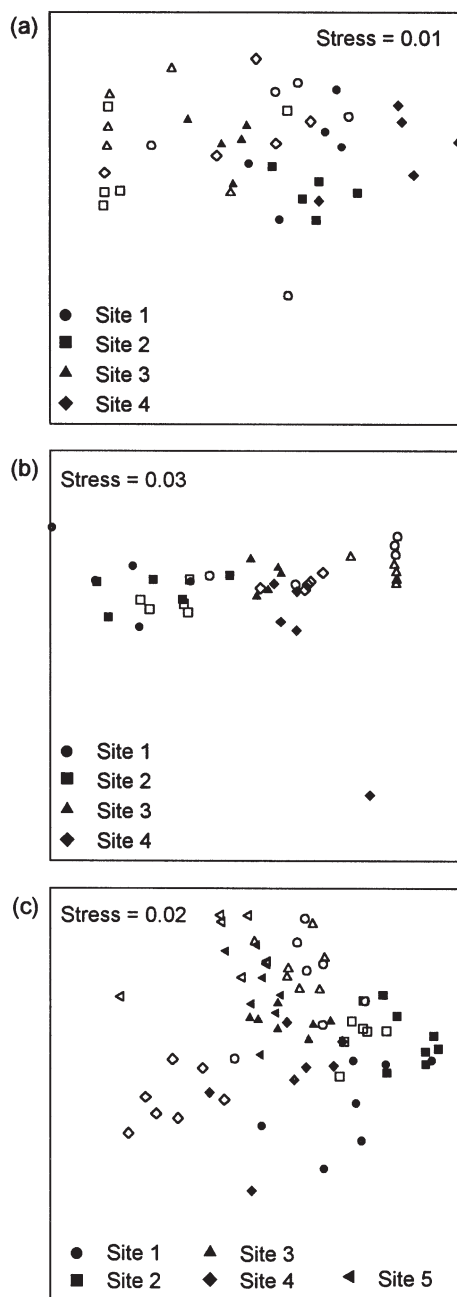 (a)
Stress = 0.01
Site 1
Site 2
Site 3
Site 4
(b)
Stress = 0.03
Site 1
Site 2
Site 3
Site 4
(c)
Stress = 0.02
Site 1 Site 3
Site 2 Site 4 Site 5